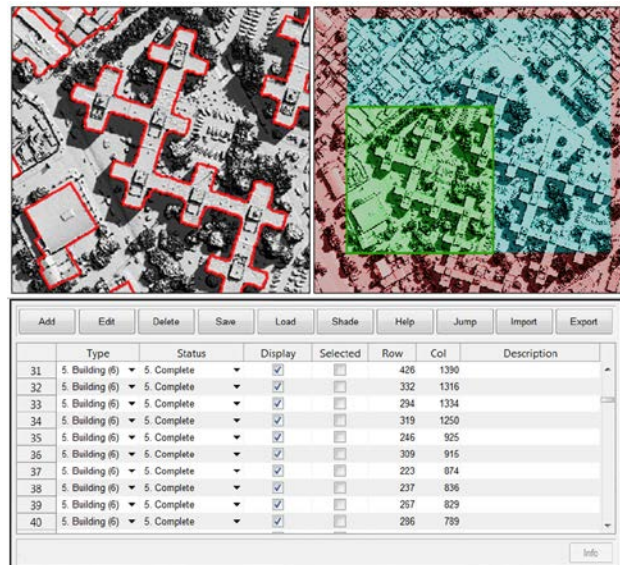 Add Edit Delete Save Load Shade Help Jump Import Export
Type Status Display Selected Row Col Description
31 5. Building (6) 5. Complete 426 1390
32 5. Building (6) 5. Complete 332 1316
33 5. Building (6) 5. Complete 294 1334
34 5. Building (6) 5. Complete 319 1250
35 5. Building (6) 5. Complete 246 925
36 5. Building (6) 5. Complete 309 915
37 5. Building (6) 5. Complete 223 874
38 5. Building (6) 5. Complete 237 836
39 5. Building (6) 5. Complete 267 829
40 5. Building (6) 5. Complete 286 789
Info